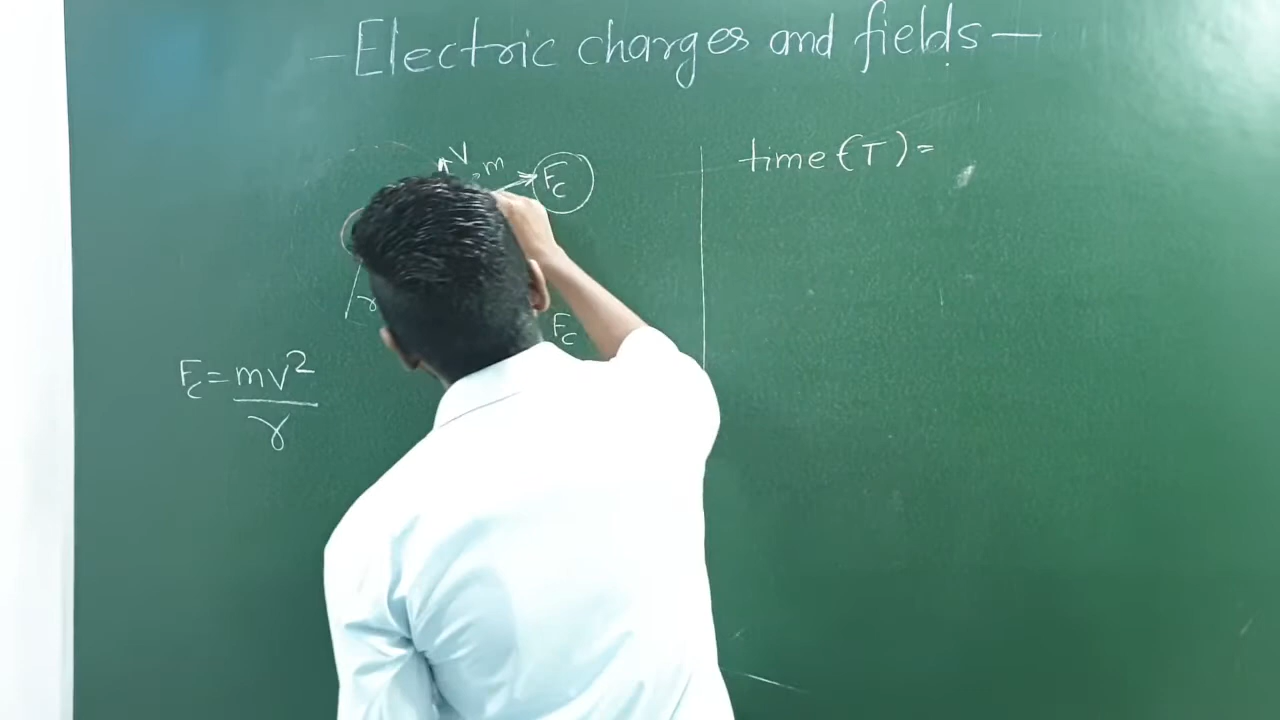 —Electric charges and fields—
V
m
Fc
r
Fc
Fc = mv²
r
time (T) =